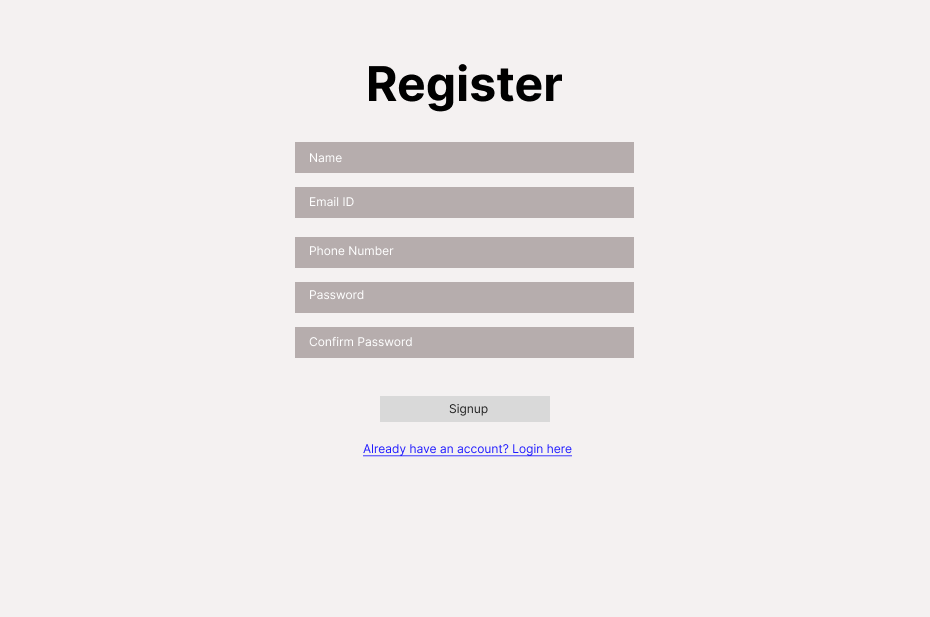 Register
Name
Email ID
Phone Number
Password
Confirm Password
Signup
Already have an account? Login here